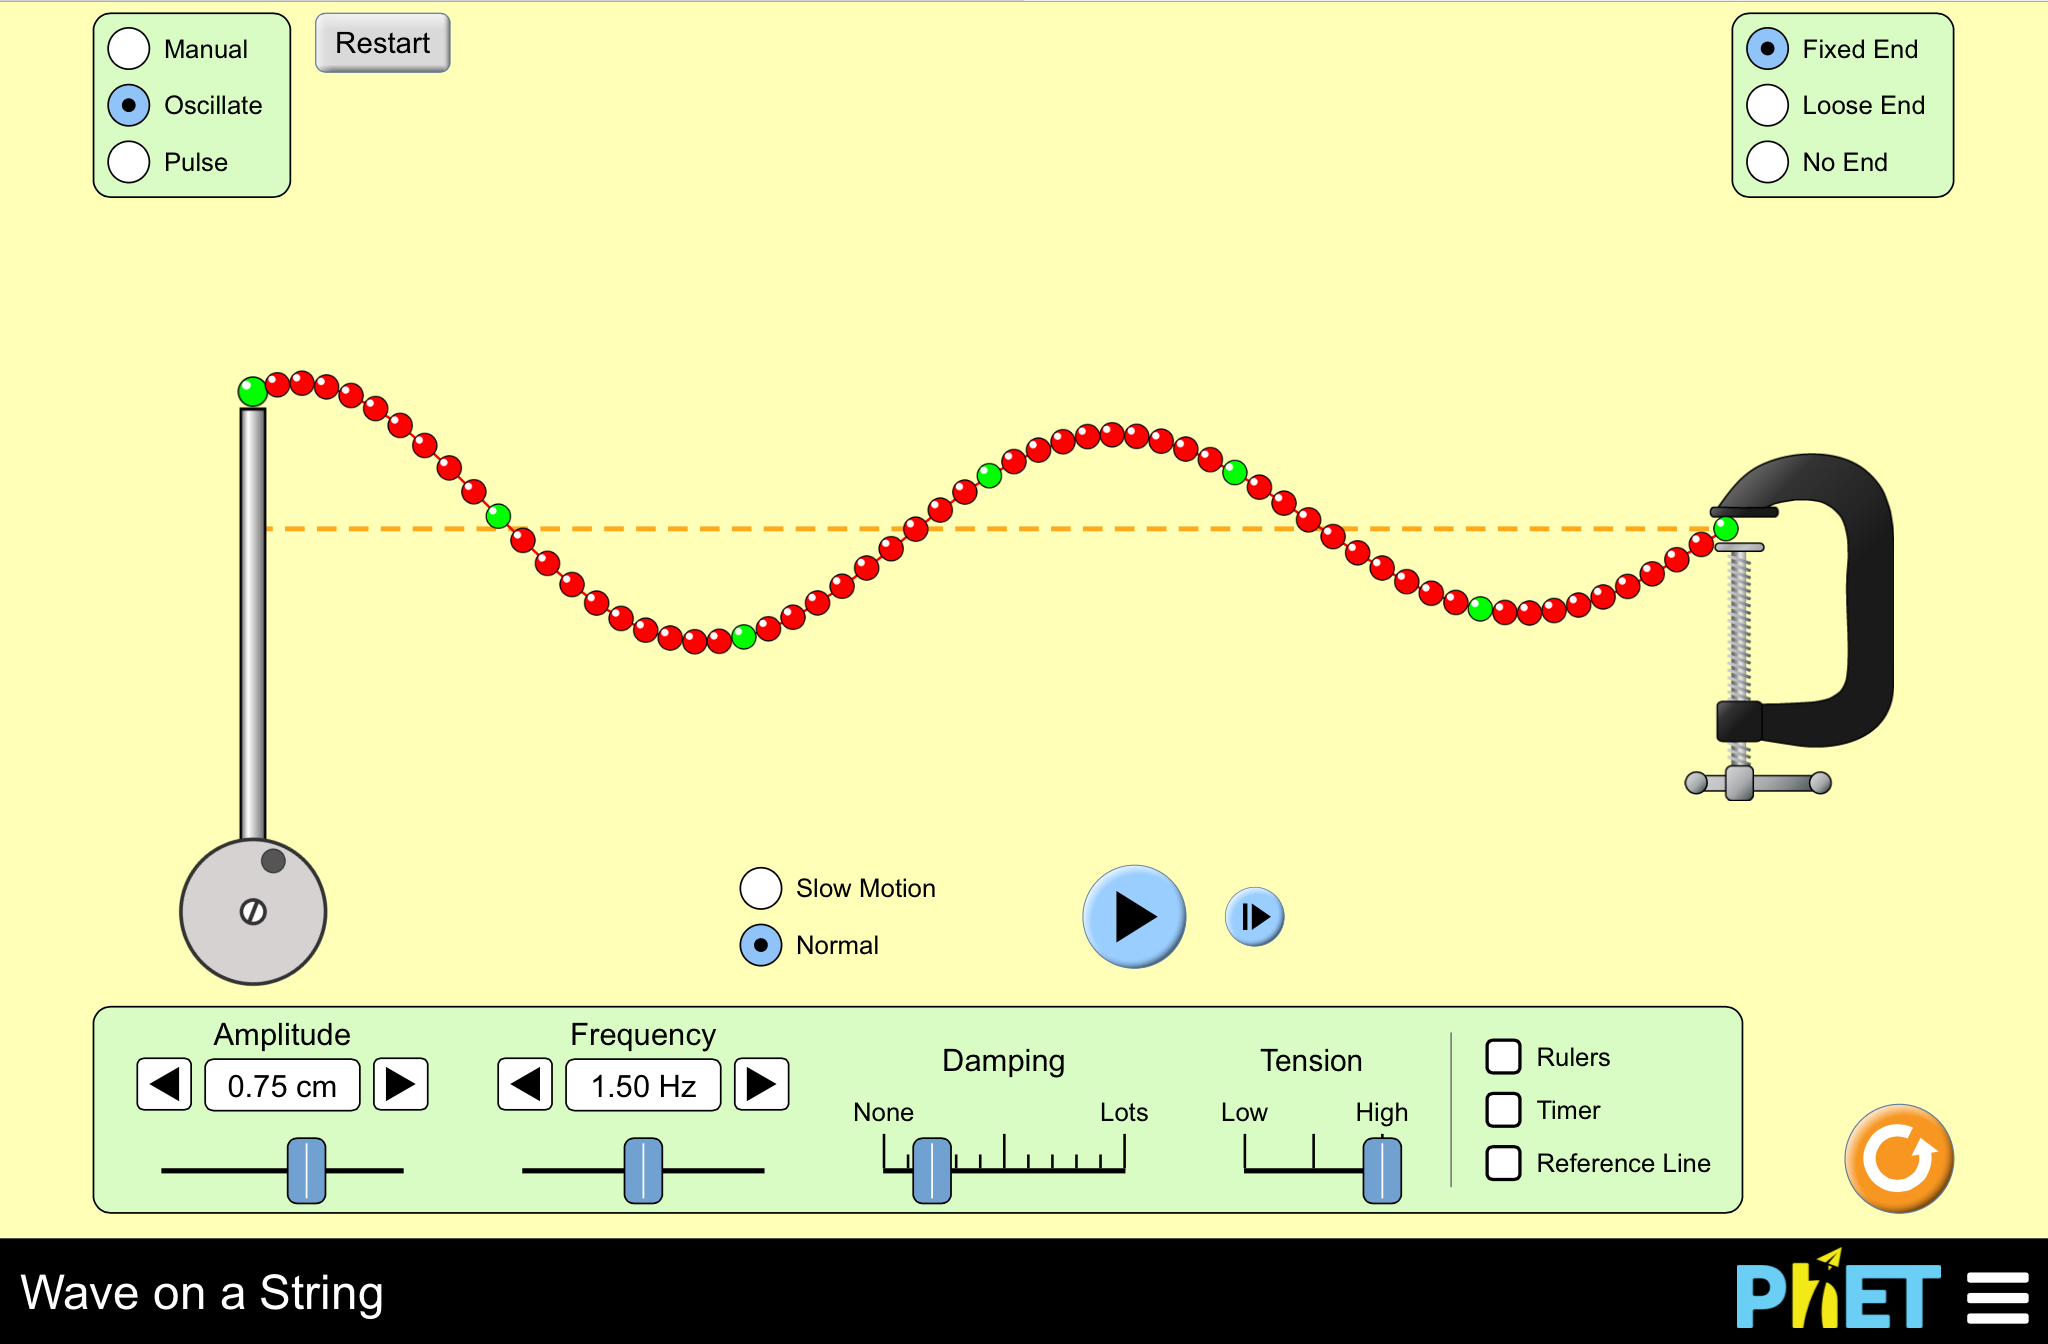 Manual
Oscillate
Pulse
Restart
Fixed End
Loose End
No End
Slow Motion
Normal
Amplitude
0.75 cm
Frequency
1.50 Hz
Damping
None
Lots
Tension
Low
High
Rulers
Timer
Reference Line
Wave on a String
PhET